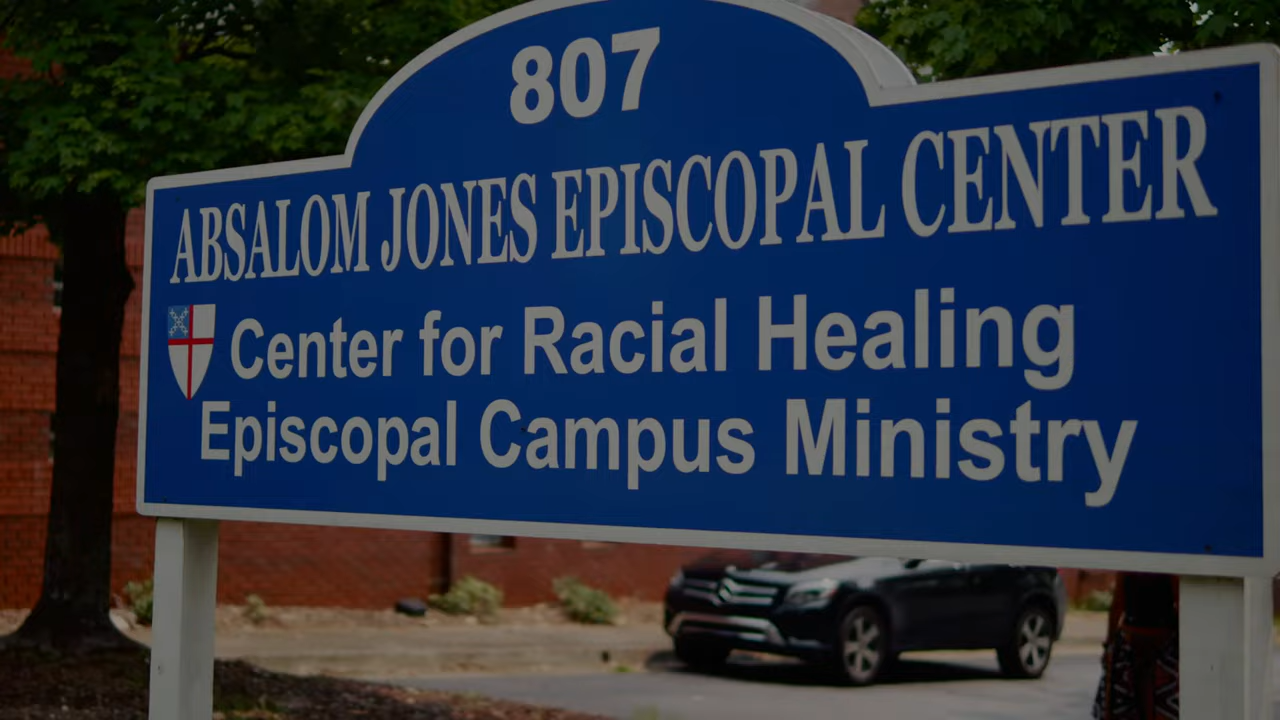 807
ABSALOM JONES EPISCOPAL CENTER
Center for Racial Healing
Episcopal Campus Ministry